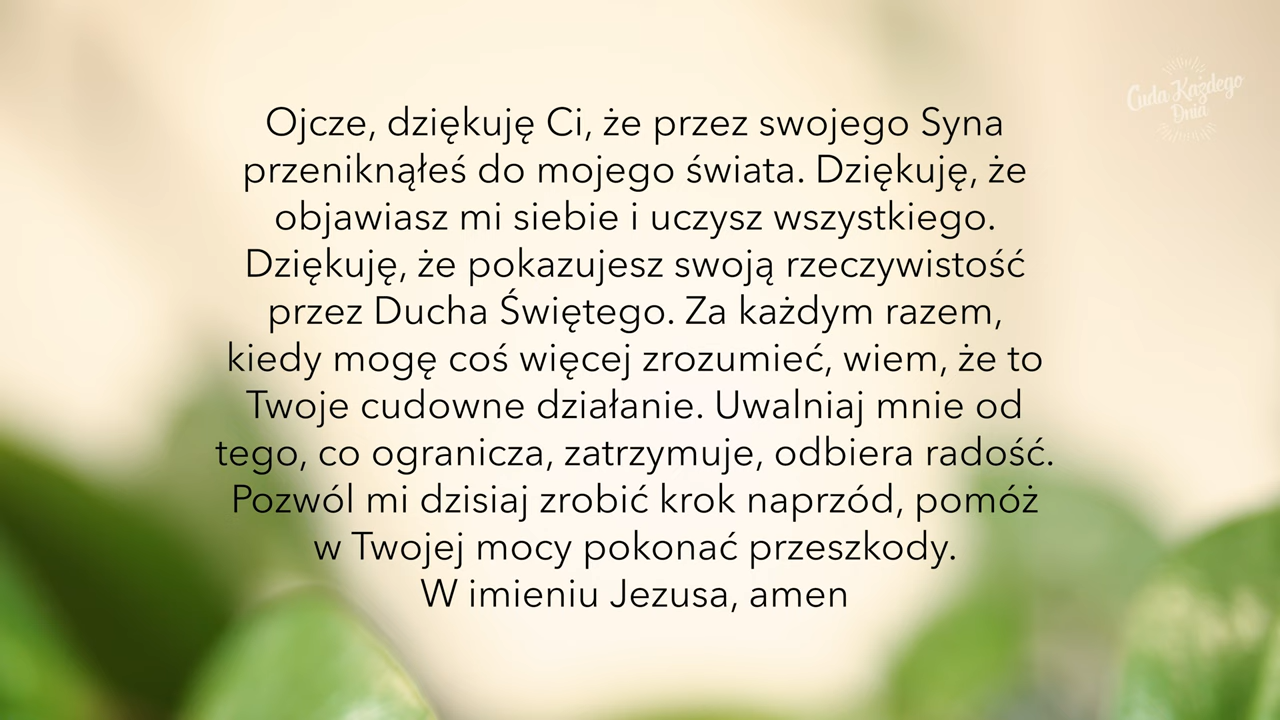 Cuda Każdego
Dnia
Ojcze, dziękuję Ci, że przez swojego Syna
przeniknąłeś do mojego świata. Dziękuję, że
objawiasz mi siebie i uczysz wszystkiego.
Dziękuję, że pokazujesz swoją rzeczywistość
przez Ducha Świętego. Za każdym razem,
kiedy mogę coś więcej zrozumieć, wiem, że to
Twoje cudowne działanie. Uwalniaj mnie od
tego, co ogranicza, zatrzymuje, odbiera radość.
Pozwól mi dzisiaj zrobić krok naprzód, pomóż
w Twojej mocy pokonać przeszkody.
W imieniu Jezusa, amen